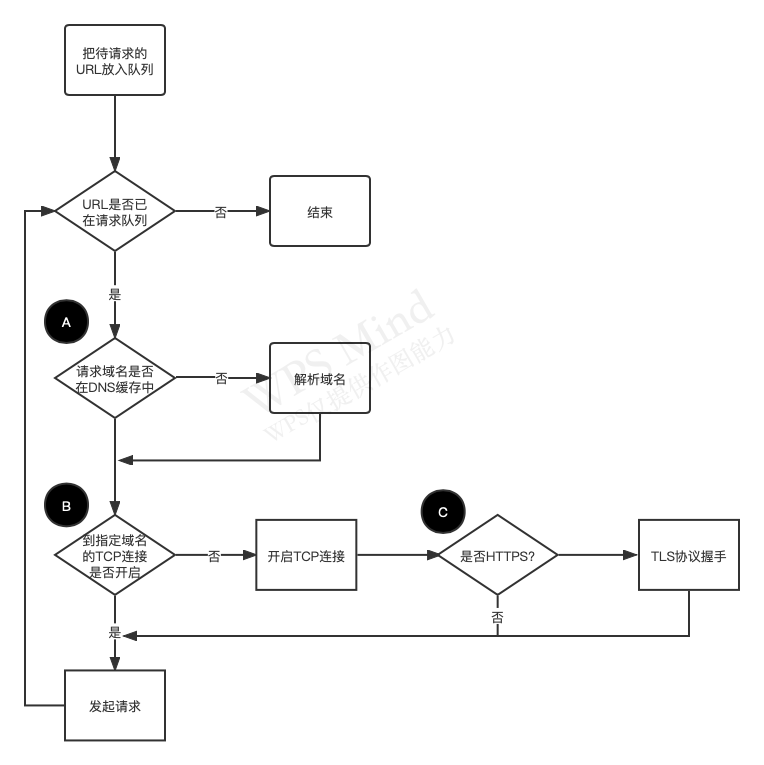 把待请求的
URL放入队列
URL是否已
在请求队列
否
结束
是
A
请求域名是否
在DNS缓存中
否
解析域名
WPS Mind
WPS仅提供作图能力
B
到指定域名
的TCP连接
是否开启
否
开启TCP连接
C
是否HTTPS?
TLS协议握手
否
是
发起请求